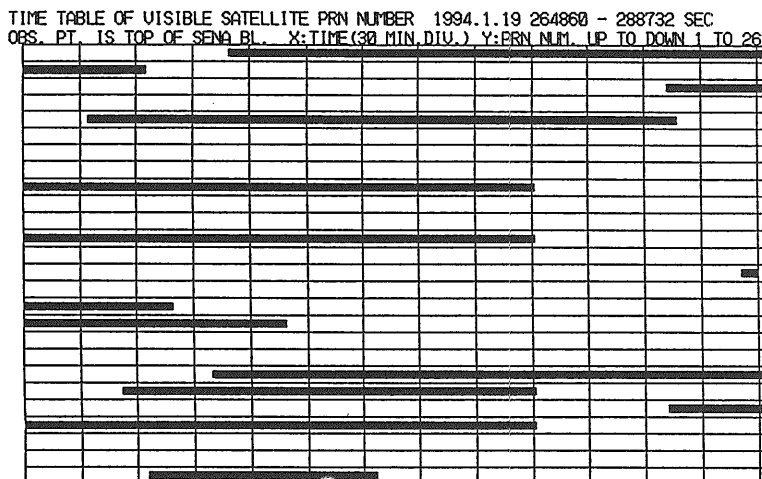 TIME TABLE OF VISIBLE SATELLITE PRN NUMBER 1994.1.19 264860 - 288732 SEC
OBS. PT. IS TOP OF SENA BL. X:TIME(30 MIN.DIV.) Y:PRN NUM. UP TO DOWN 1 TO 26